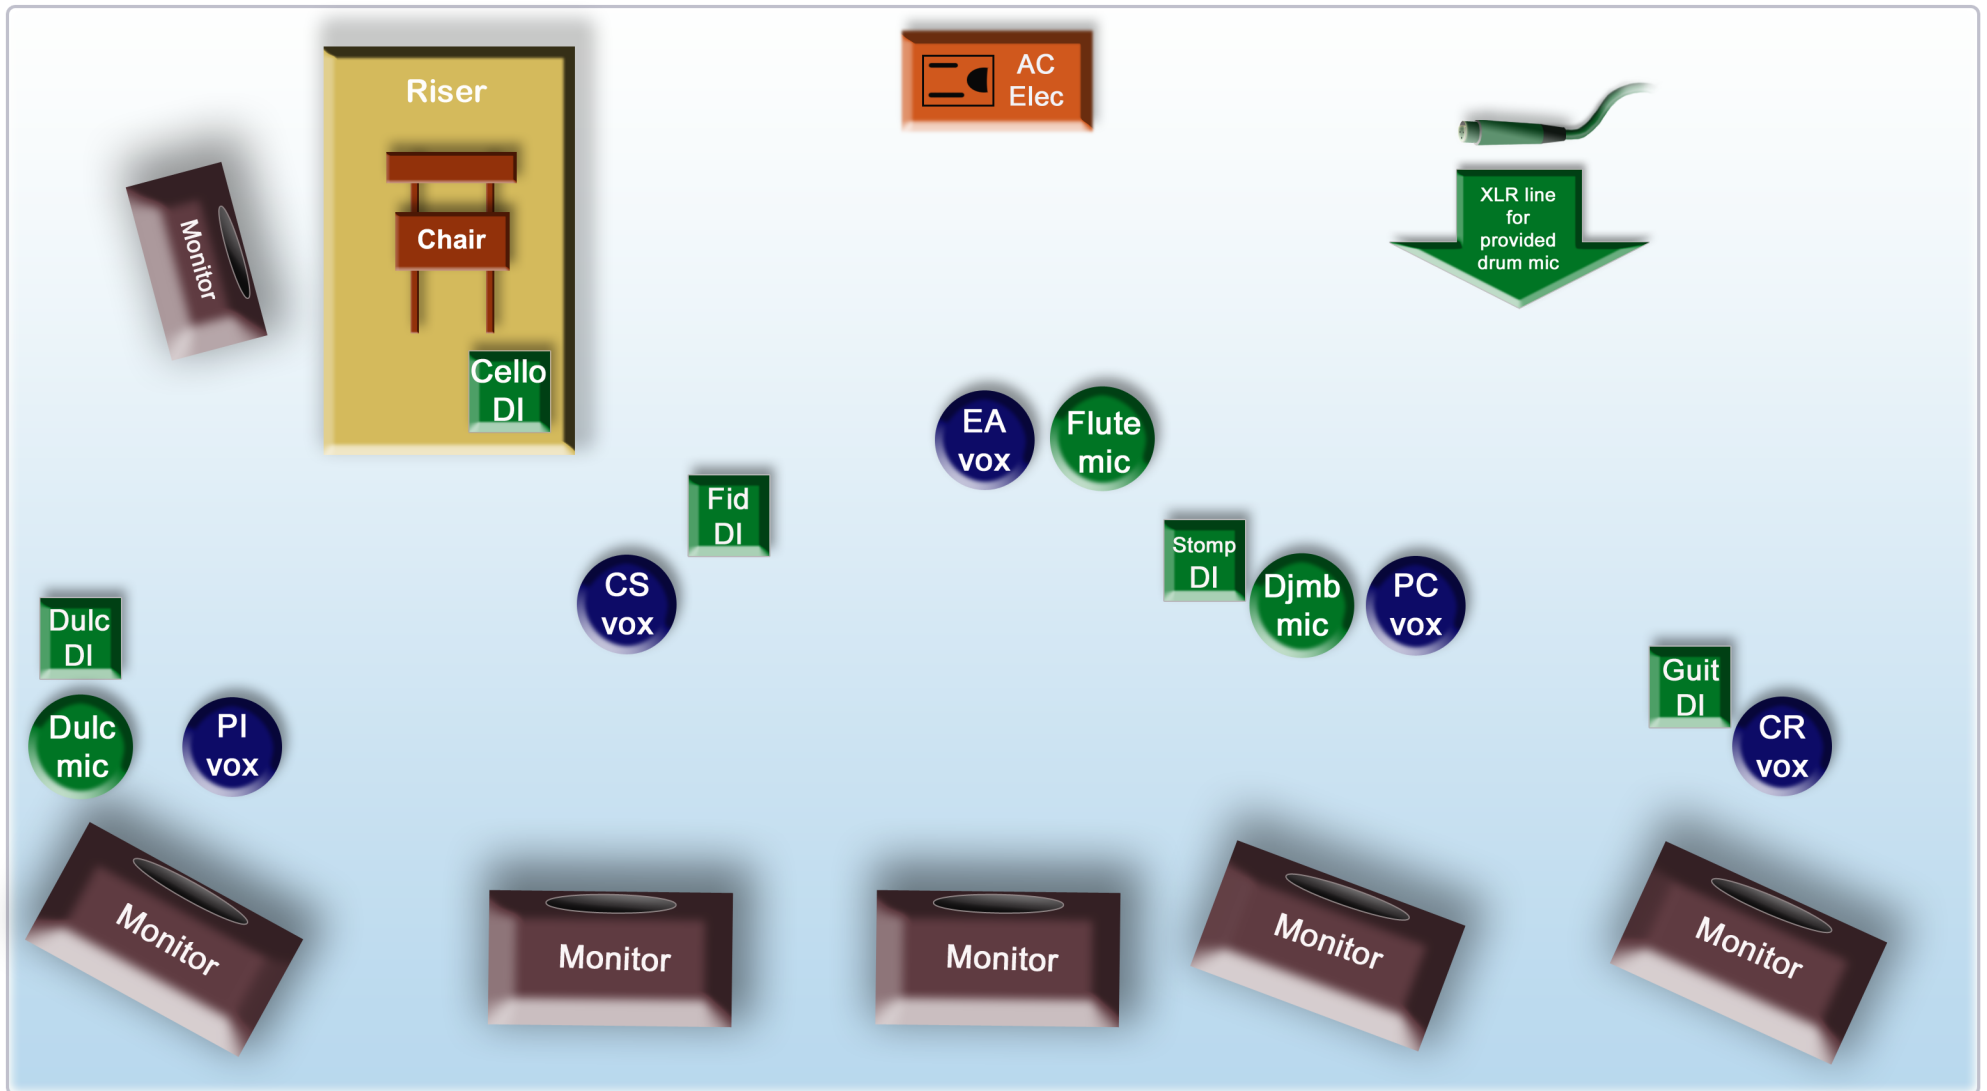 Riser
AC
Elec
XLR line
for
provided
drum mic
Monitor
Chair
Cello
DI
EA
vox
Flute
mic
Fid
DI
Stomp
DI
CS
vox
Djmb
mic
PC
vox
Dulc
DI
Guit
DI
Dulc
mic
PI
vox
CR
vox
Monitor
Monitor
Monitor
Monitor
Monitor